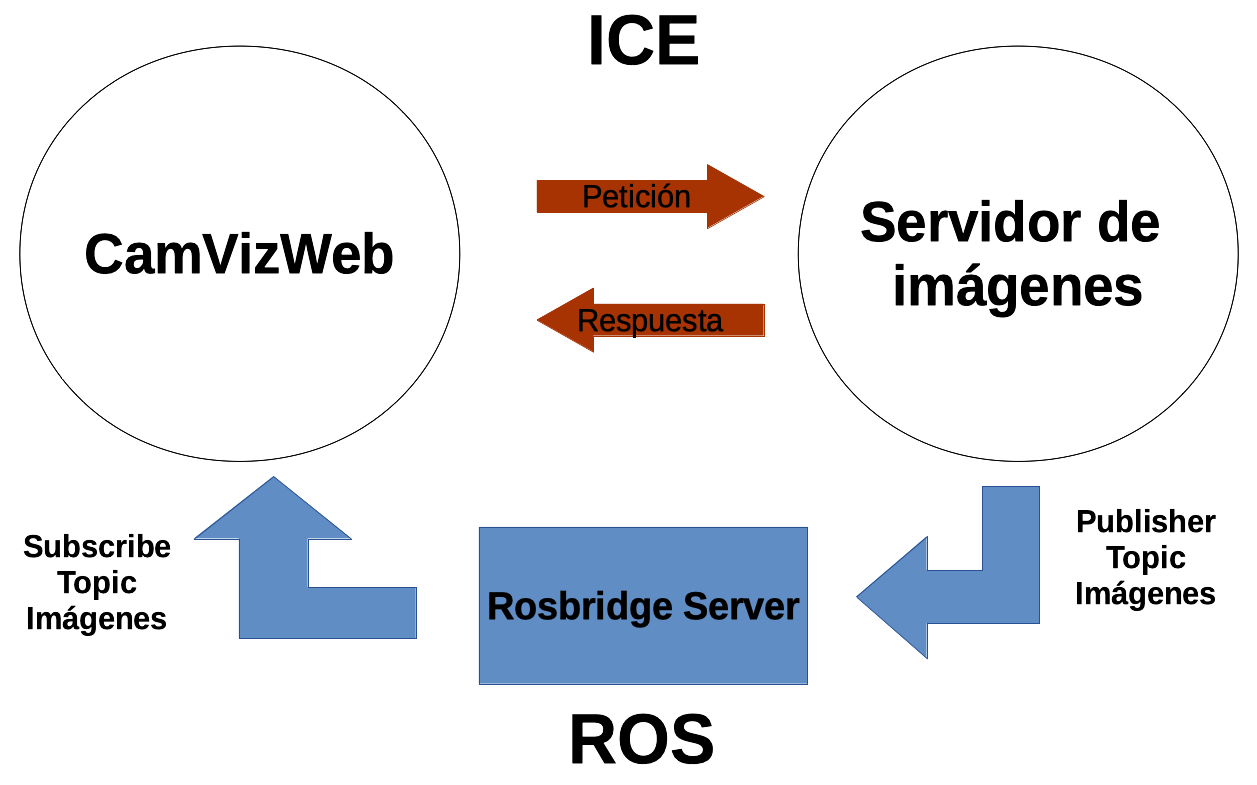 ICE
CamVizWeb
Petición
Respuesta
Servidor de
imágenes
Subscribe
Topic
Imágenes
Rosbridge Server
Publisher
Topic
Imágenes
ROS